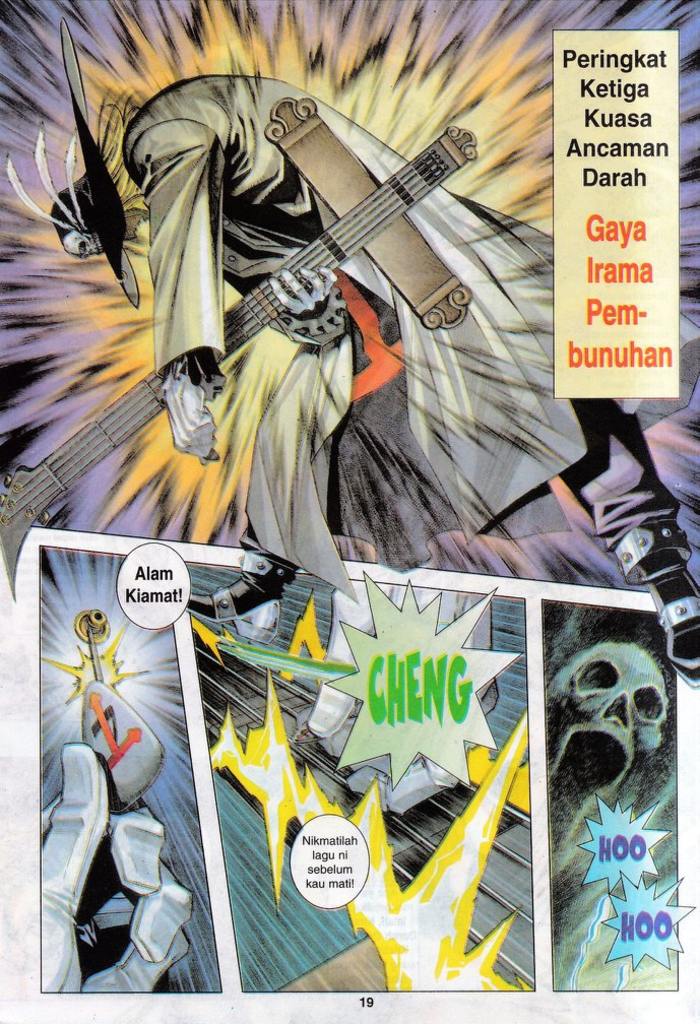 Peringkat
Ketiga
Kuasa
Ancaman
Darah
Gaya
Irama
Pem-
bunuhan
Alam
Kiamat!
CHENG
Nikmatilah
lagu ni
sebelum
kau mati!
HOO
HOO
19